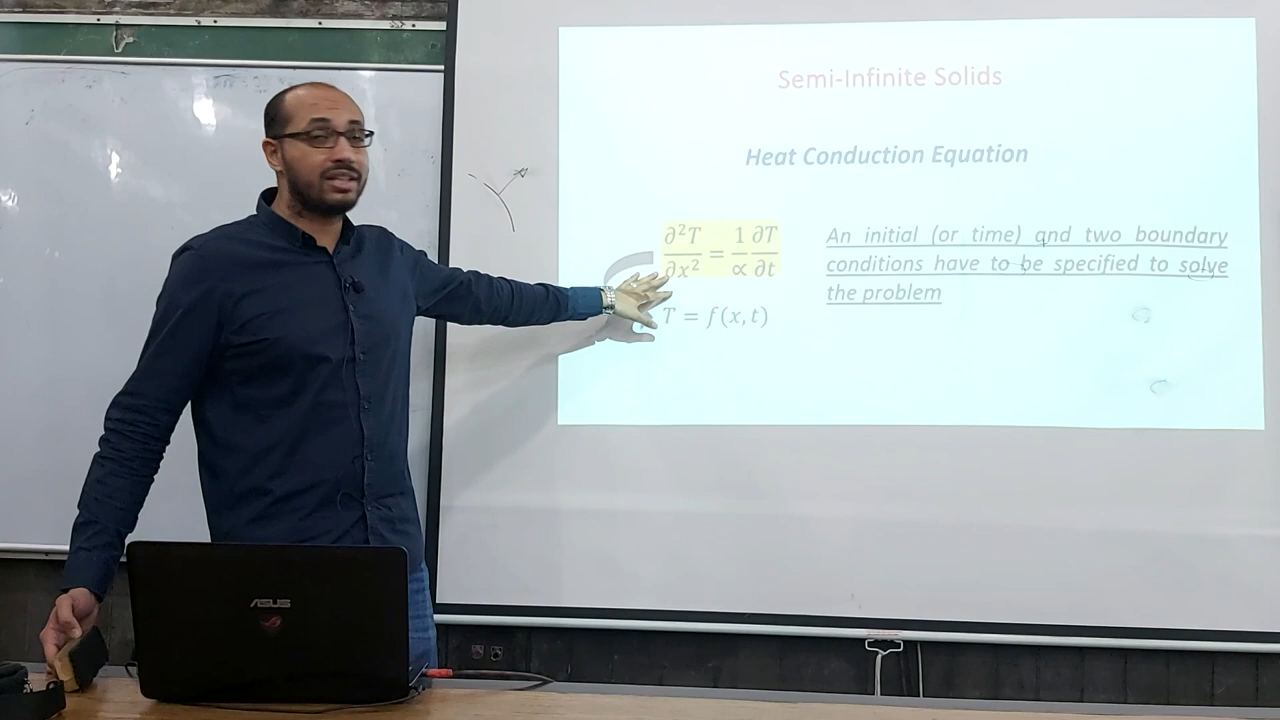 Semi-Infinite Solids
Heat Conduction Equation
∂²T/∂x² = 1/∝ ∂T/∂t
An initial (or time) and two boundary
conditions have to be specified to solve
the problem
T = f(x, t)
ASUS